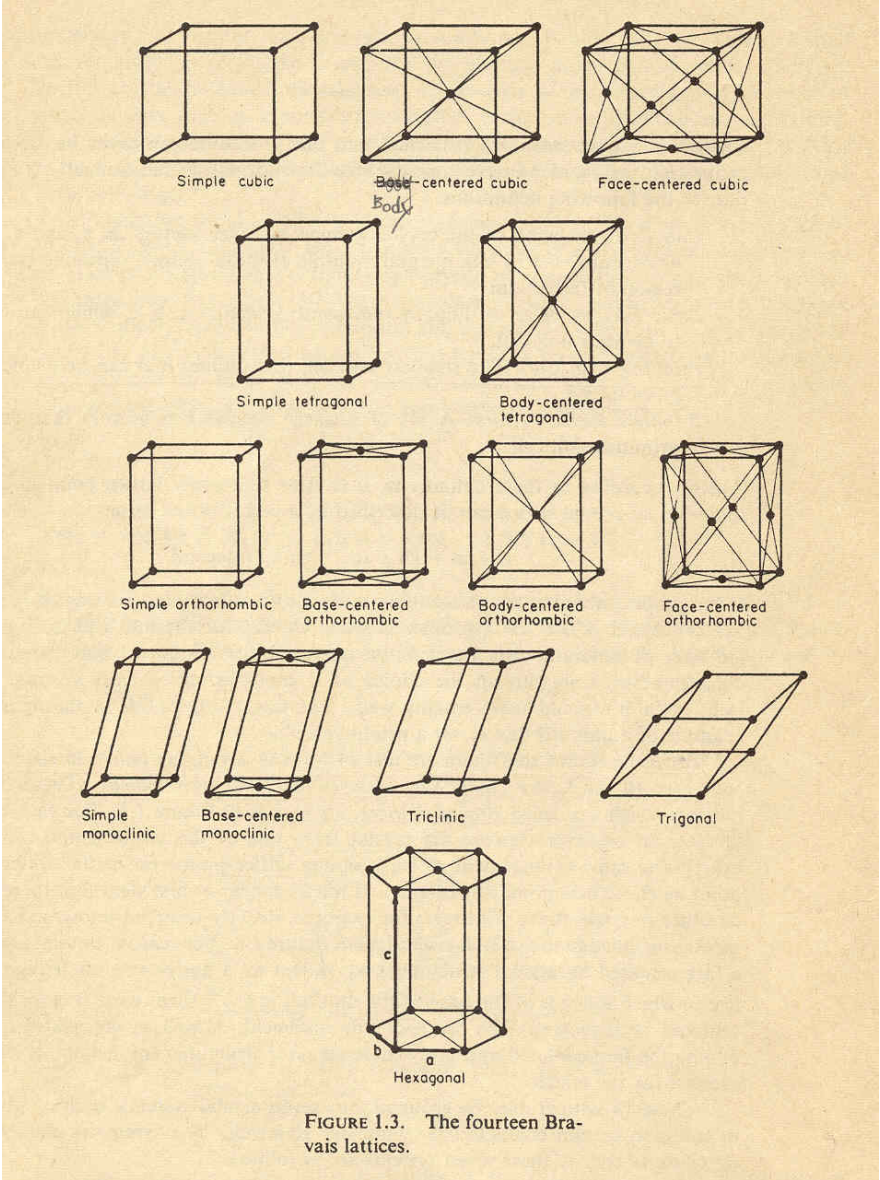 Simple cubic
Base-centered cubic
Body
Face-centered cubic
Simple tetragonal
Body-centered
tetragonal
Simple orthorhombic
Base-centered
orthorhombic
Body-centered
orthorhombic
Face-centered
orthorhombic
Simple
monoclinic
Base-centered
monoclinic
Triclinic
Trigonal
c
b
a
Hexagonal
FIGURE 1.3. The fourteen Bra-
vais lattices.